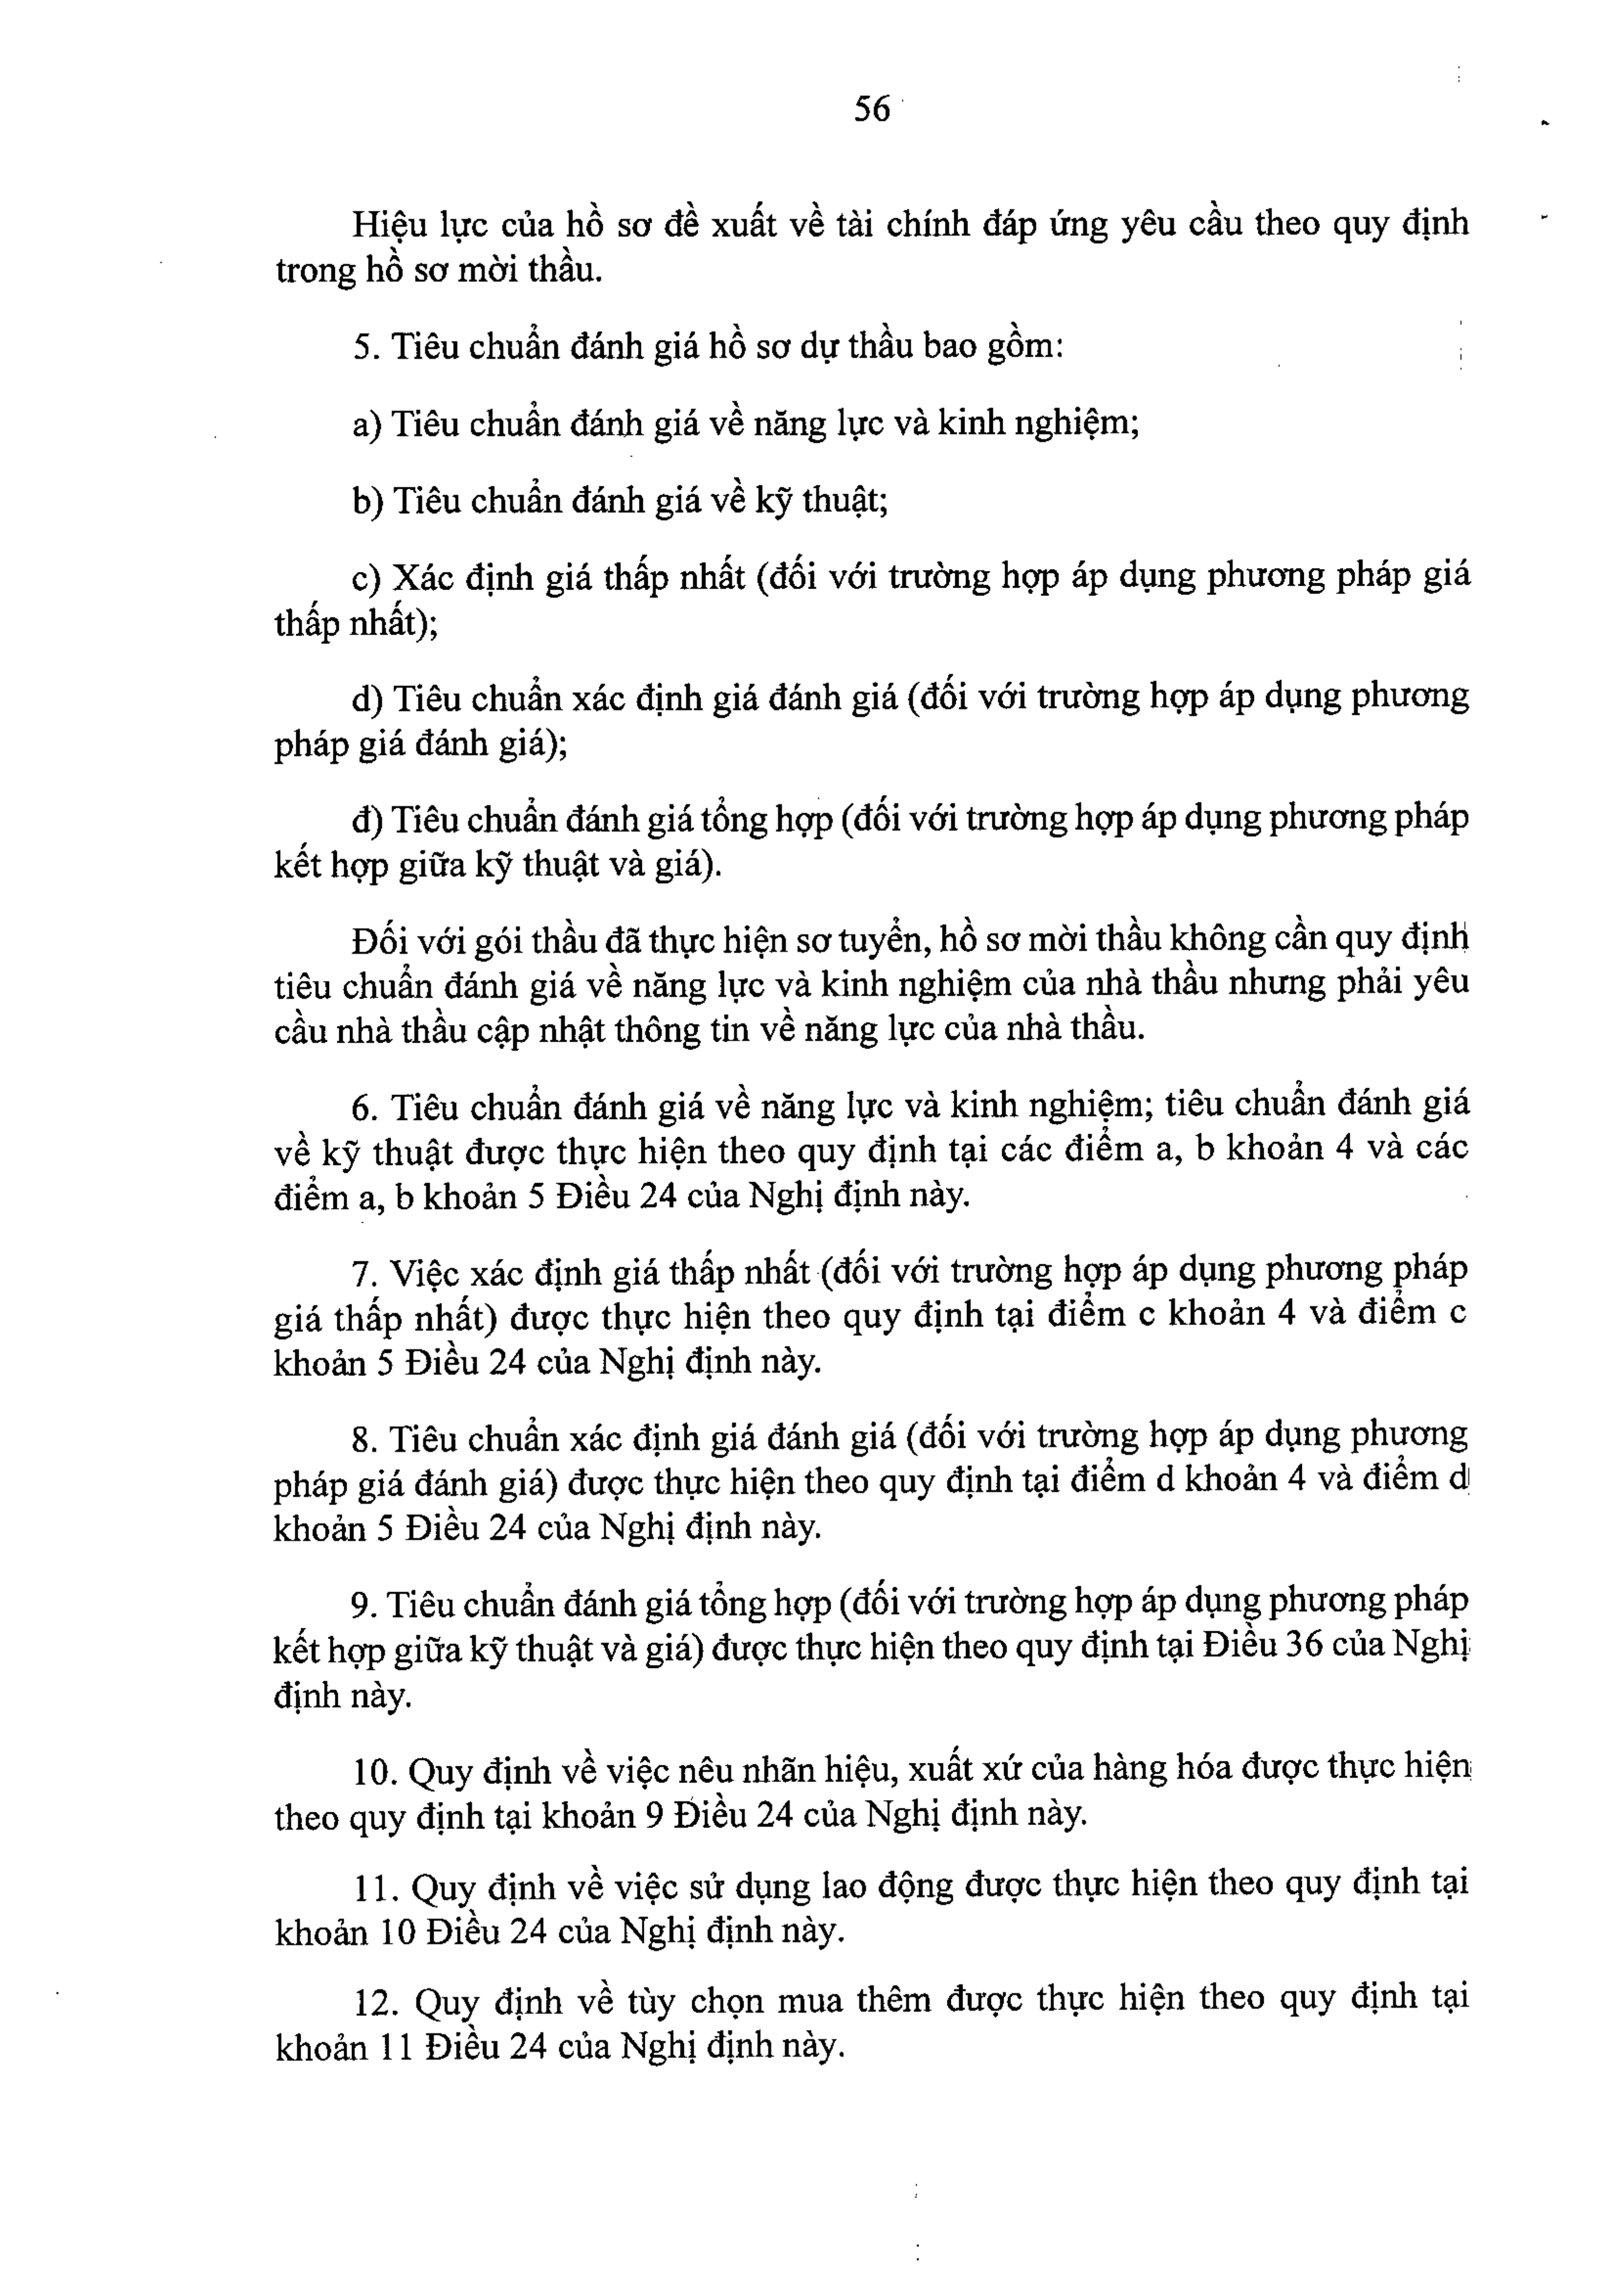 56
Hiệu lực của hồ sơ đề xuất về tài chính đáp ứng yêu cầu theo quy định
trong hồ sơ mời thầu.
5. Tiêu chuẩn đánh giá hồ sơ dự thầu bao gồm:
a) Tiêu chuẩn đánh giá về năng lực và kinh nghiệm;
b) Tiêu chuẩn đánh giá về kỹ thuật;
c) Xác định giá thấp nhất (đối với trường hợp áp dụng phương pháp giá
thấp nhất);
d) Tiêu chuẩn xác định giá đánh giá (đối với trường hợp áp dụng phương
pháp giá đánh giá);
đ) Tiêu chuẩn đánh giá tổng hợp (đối với trường hợp áp dụng phương pháp
kết hợp giữa kỹ thuật và giá).
Đối với gói thầu đã thực hiện sơ tuyển, hồ sơ mời thầu không cần quy định
tiêu chuẩn đánh giá về năng lực và kinh nghiệm của nhà thầu nhưng phải yêu
cầu nhà thầu cập nhật thông tin về năng lực của nhà thầu.
6. Tiêu chuẩn đánh giá về năng lực và kinh nghiệm; tiêu chuẩn đánh giá
về kỹ thuật được thực hiện theo quy định tại các điểm a, b khoản 4 và các
điểm a, b khoản 5 Điều 24 của Nghị định này.
7. Việc xác định giá thấp nhất (đối với trường hợp áp dụng phương pháp
giá thấp nhất) được thực hiện theo quy định tại điểm c khoản 4 và điểm c
khoản 5 Điều 24 của Nghị định này.
8. Tiêu chuẩn xác định giá đánh giá (đối với trường hợp áp dụng phương
pháp giá đánh giá) được thực hiện theo quy định tại điểm d khoản 4 và điểm d
khoản 5 Điều 24 của Nghị định này.
9. Tiêu chuẩn đánh giá tổng hợp (đối với trường hợp áp dụng phương pháp
kết hợp giữa kỹ thuật và giá) được thực hiện theo quy định tại Điều 36 của Nghị
định này.
10. Quy định về việc nêu nhãn hiệu, xuất xứ của hàng hóa được thực hiện
theo quy định tại khoản 9 Điều 24 của Nghị định này.
11. Quy định về việc sử dụng lao động được thực hiện theo quy định tại
khoản 10 Điều 24 của Nghị định này.
12. Quy định về tùy chọn mua thêm được thực hiện theo quy định tại
khoản 11 Điều 24 của Nghị định này.